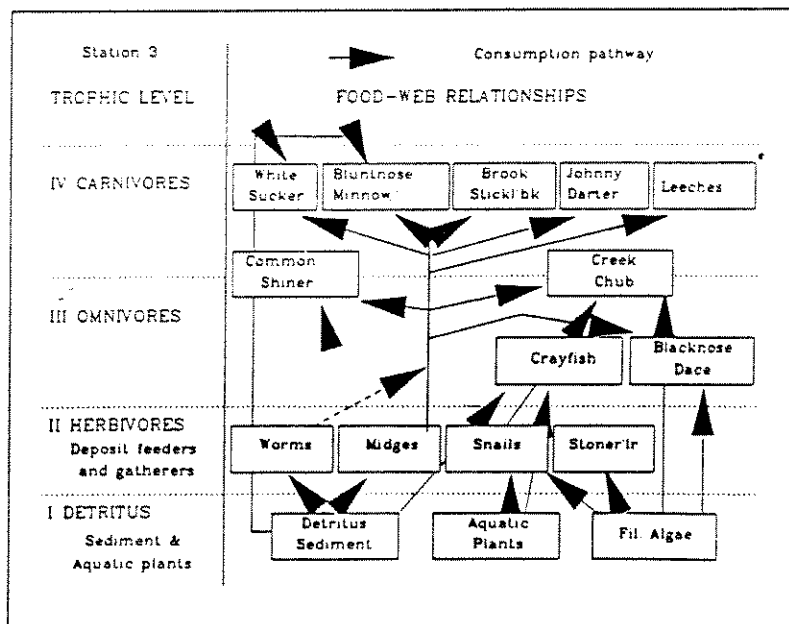 Station 3
Consumption pathway
TROPHIC LEVEL
FOOD-WEB RELATIONSHIPS
IV CARNIVORES
White
Sucker
Bluntnose
Minnow
Brook
Stickl'bk
Johnny
Darter
Leeches
Common
Shiner
Creek
Chub
III OMNIVORES
Crayfish
Blacknose
Dace
II HERBIVORES
Deposit feeders
and gatherers
Worms
Midges
Snails
Stoner'lr
I DETRITUS
Sediment &
Aquatic plants
Detritus
Sediment
Aquatic
Plants
Fil. Algae